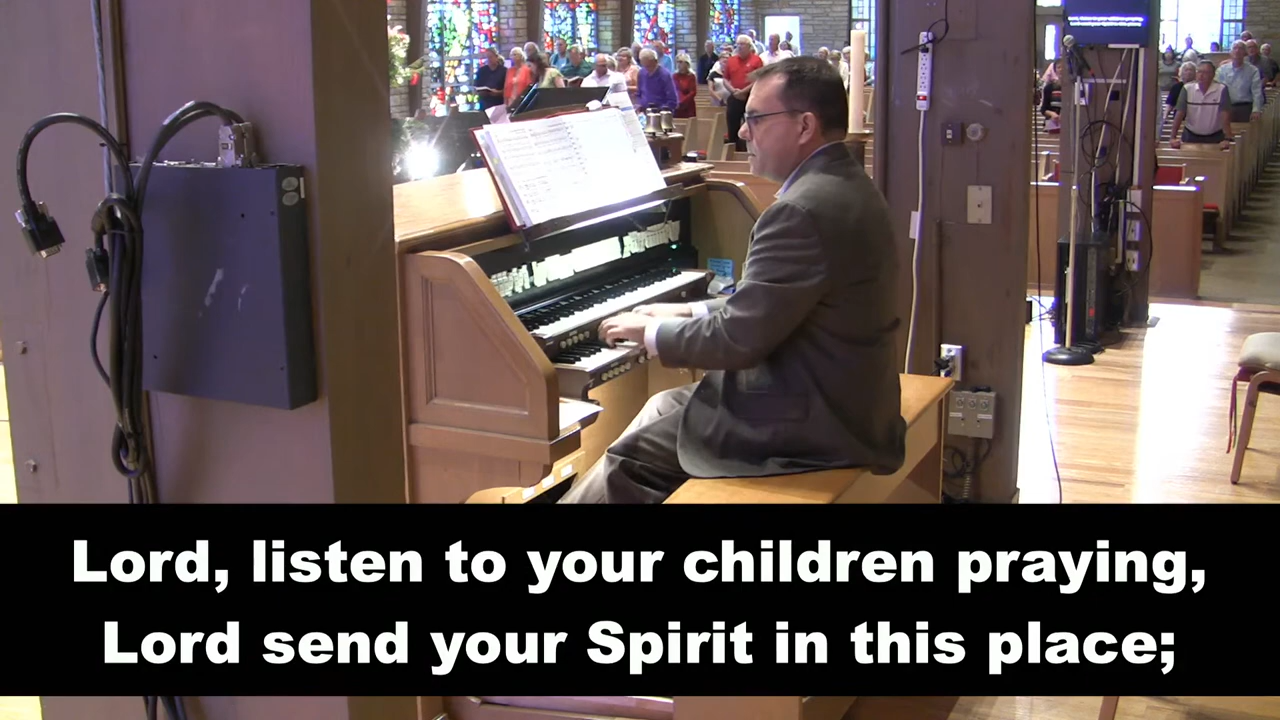 Lord, listen to your children praying,
Lord send your Spirit in this place;